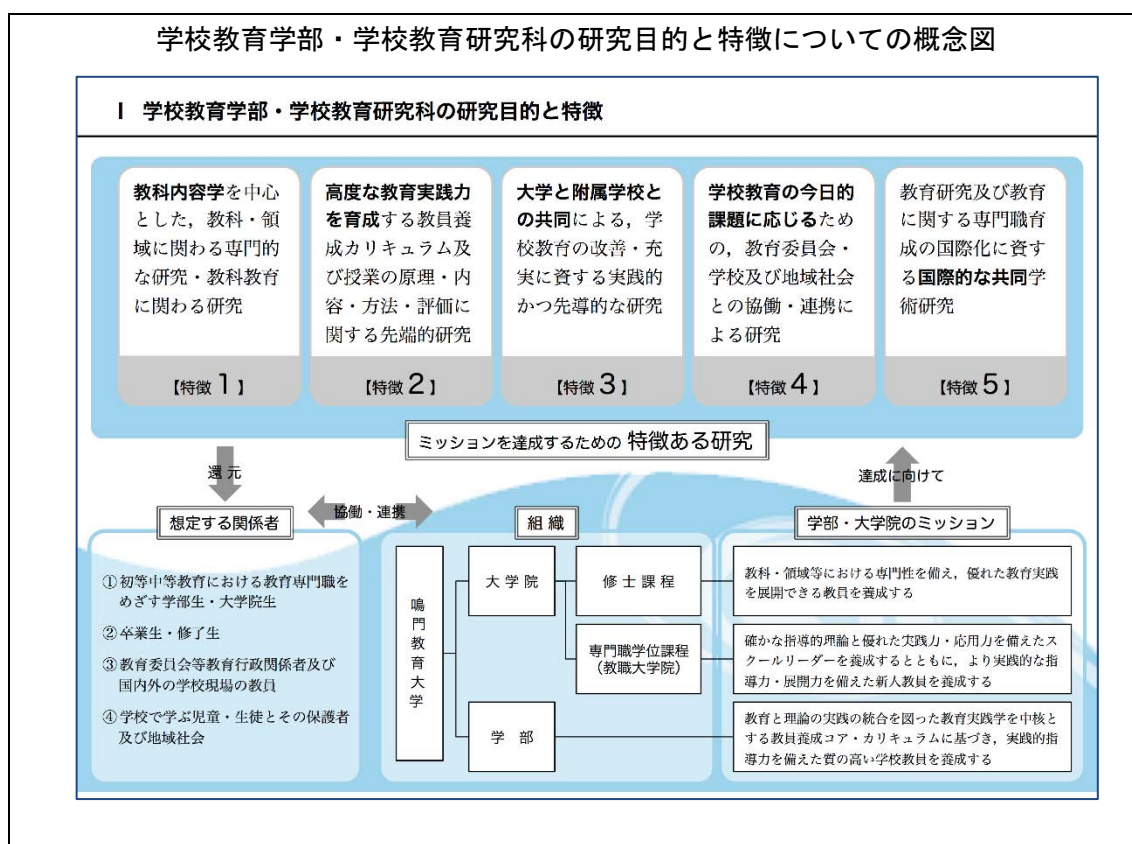 学校教育学部・学校教育研究科の研究目的と特徴についての概念図
Ⅰ 学校教育学部・学校教育研究科の研究目的と特徴
教科内容学を中心
とした，教科・領
域に関わる専門的
な研究・教科教育
に関わる研究
【特徴1】
高度な教育実践力
を育成する教員養
成カリキュラム及
び授業の原理・内
容・方法・評価に
関する先端的研究
【特徴2】
大学と附属学校と
の共同による，学
校教育の改善・充
実に資する実践的
かつ先導的な研究
【特徴3】
学校教育の今日的
課題に応じるため
の，教育委員会・
学校及び地域社会
との協働・連携に
よる研究
【特徴4】
教育研究及び教育
に関する専門職育
成の国際化に資す
る国際的な共同学
術研究
【特徴5】
ミッションを達成するための 特徴ある研究
還元
達成に向けて
想定する関係者
協働・連携
組織
学部・大学院のミッション
①初等中等教育における教育専門職を
めざす学部生・大学院生
②卒業生・修了生
③教育委員会等教育行政関係者及び
国内外の学校現場の教員
④学校で学ぶ児童・生徒とその保護者
及び地域社会
鳴門教育大学
大学院
修士課程
教科・領域等における専門性を備え，優れた教育実践
を展開できる教員を養成する
専門職学位課程
（教職大学院）
確かな指導的理論と優れた実践力・応用力を備えたス
クールリーダーを養成するとともに，より実践的な指
導力・展開力を備えた新人教員を養成する
学部
教育と理論の実践の統合を図った教育実践学を中核と
する教員養成コア・カリキュラムに基づき，実践的指
導力を備えた質の高い学校教員を養成する